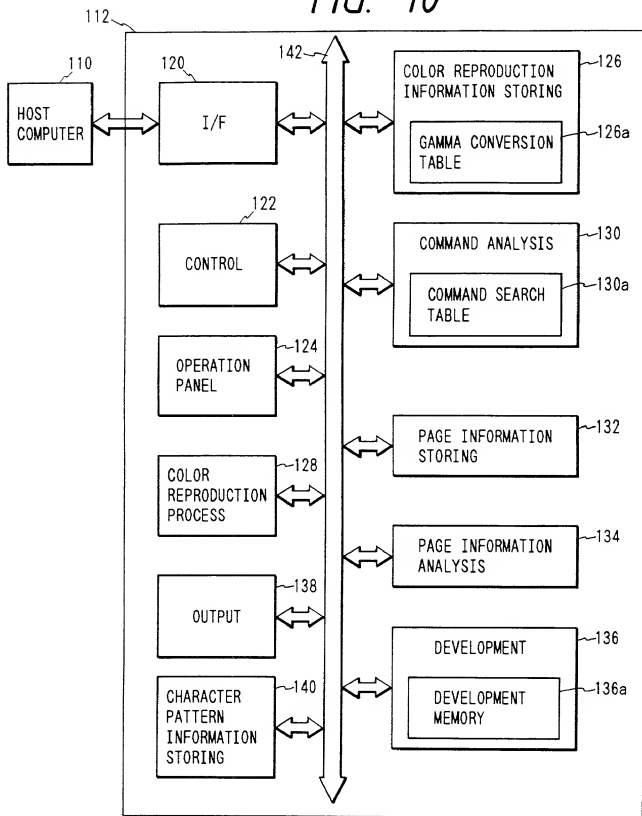 FIG. 10
112
142
110
HOST
COMPUTER
120
I/F
COLOR REPRODUCTION
INFORMATION STORING
126
GAMMA CONVERSION
TABLE
126a
122
CONTROL
COMMAND ANALYSIS
130
COMMAND SEARCH
TABLE
130a
OPERATION
PANEL
124
PAGE INFORMATION
STORING
132
COLOR
REPRODUCTION
PROCESS
128
PAGE INFORMATION
ANALYSIS
134
OUTPUT
138
DEVELOPMENT
136
DEVELOPMENT
MEMORY
136a
CHARACTER
PATTERN
INFORMATION
STORING
140